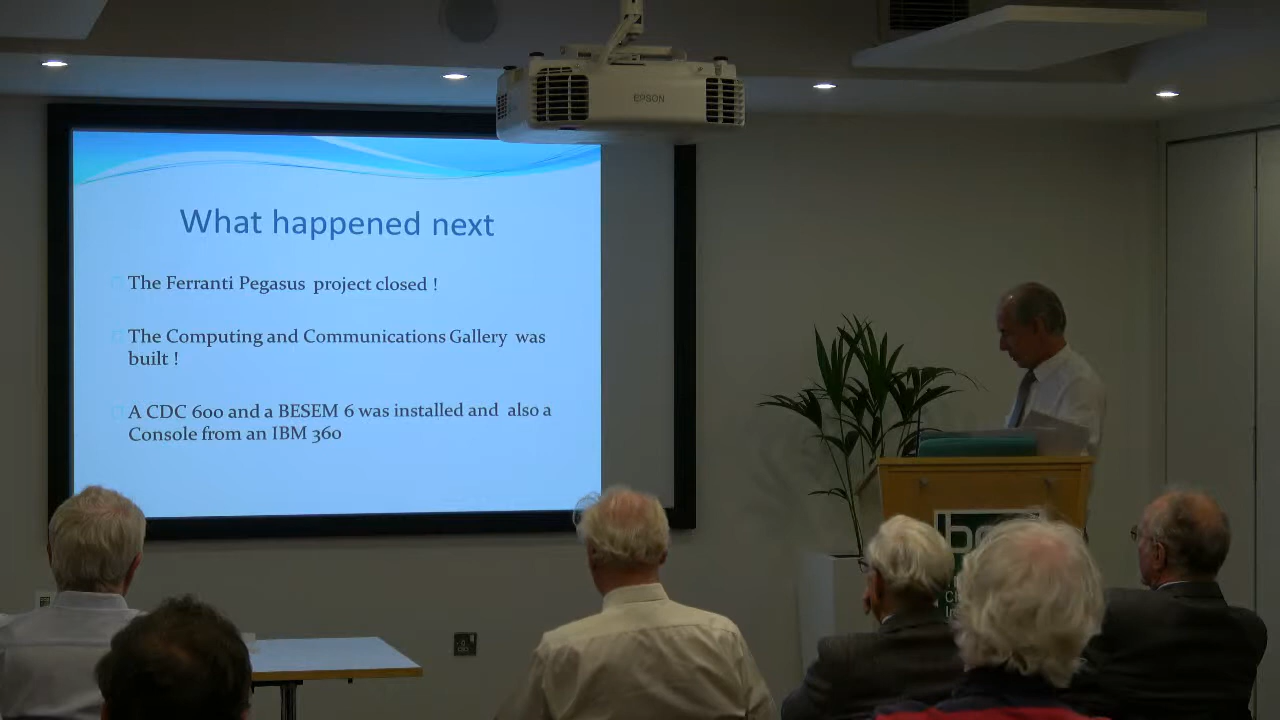 EPSON
What happened next
The Ferranti Pegasus project closed !
The Computing and Communications Gallery was
built !
A CDC 600 and a BESEM 6 was installed and also a
Console from an IBM 360